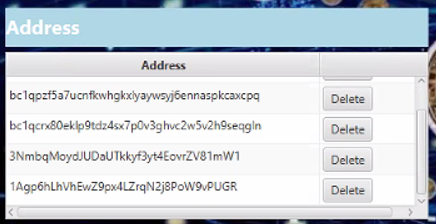 Address
Address
bc1qpzf5a7ucnfkwhgkxlyaywsyj6ennaspkcaxcpq
Delete
bc1qcrx80eklp9tdz4sx7p0v3ghvc2w5v2h9seqgln
Delete
3NmbqMoydJUDaUTkkyf3yt4EovrZV81mW1
Delete
1Agp6hLhVhEwZ9px4LZrqN2j8PoW9vPUGR
Delete